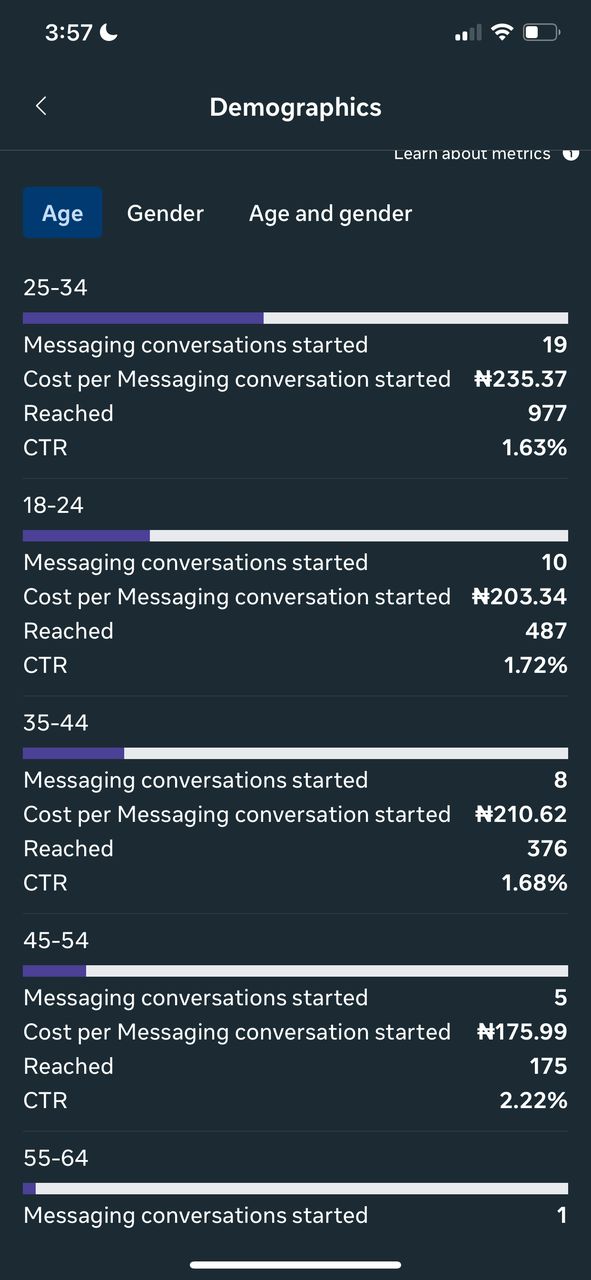 3:57
Demographics
Learn about metrics
Age Gender Age and gender
25-34
Messaging conversations started 19
Cost per Messaging conversation started ₦235.37
Reached 977
CTR 1.63%
18-24
Messaging conversations started 10
Cost per Messaging conversation started ₦203.34
Reached 487
CTR 1.72%
35-44
Messaging conversations started 8
Cost per Messaging conversation started ₦210.62
Reached 376
CTR 1.68%
45-54
Messaging conversations started 5
Cost per Messaging conversation started ₦175.99
Reached 175
CTR 2.22%
55-64
Messaging conversations started 1